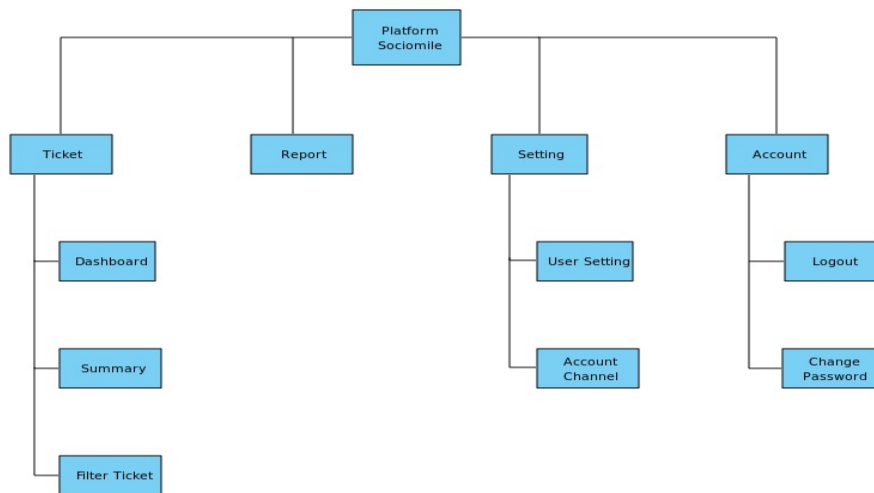 Platform
Sociomile
Ticket
Report
Setting
Account
Dashboard
User Setting
Logout
Summary
Account
Channel
Change
Password
Filter Ticket